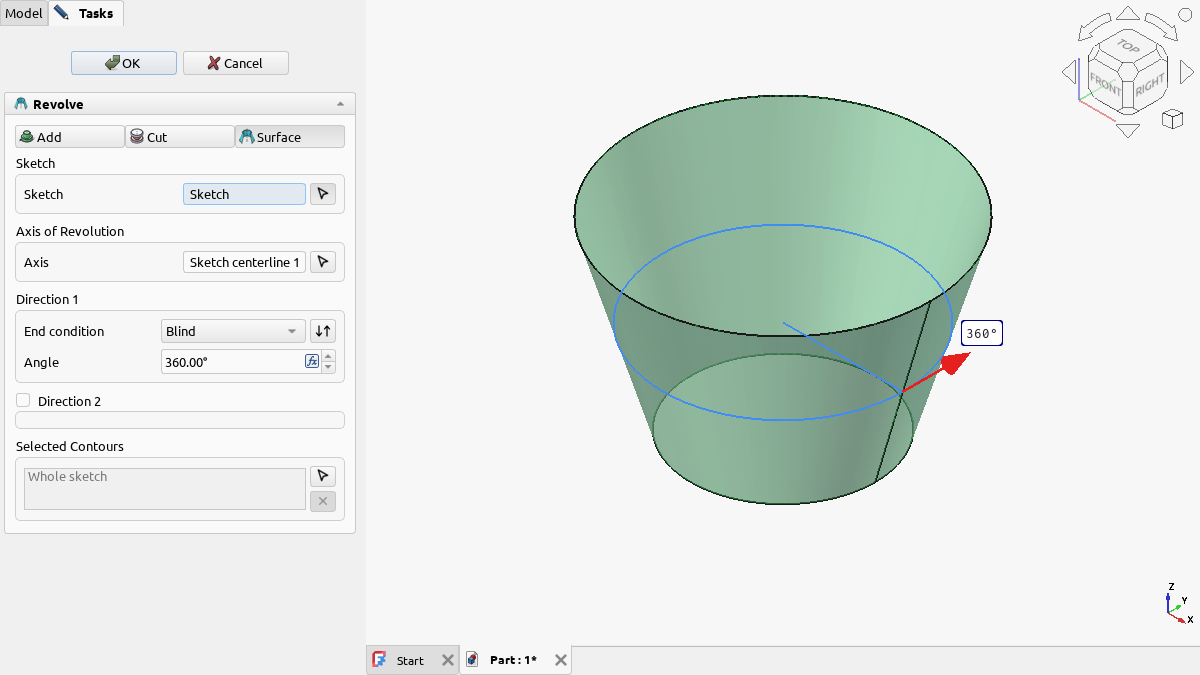 Model Tasks
OK Cancel
Revolve
Add Cut Surface
Sketch
Sketch Sketch
Axis of Revolution
Axis Sketch centerline 1
Direction 1
End condition Blind
Angle 360.00°
Direction 2
Selected Contours
Whole sketch
360°
TOP
FRONT RIGHT
Z
Y
X
Start Part : 1*